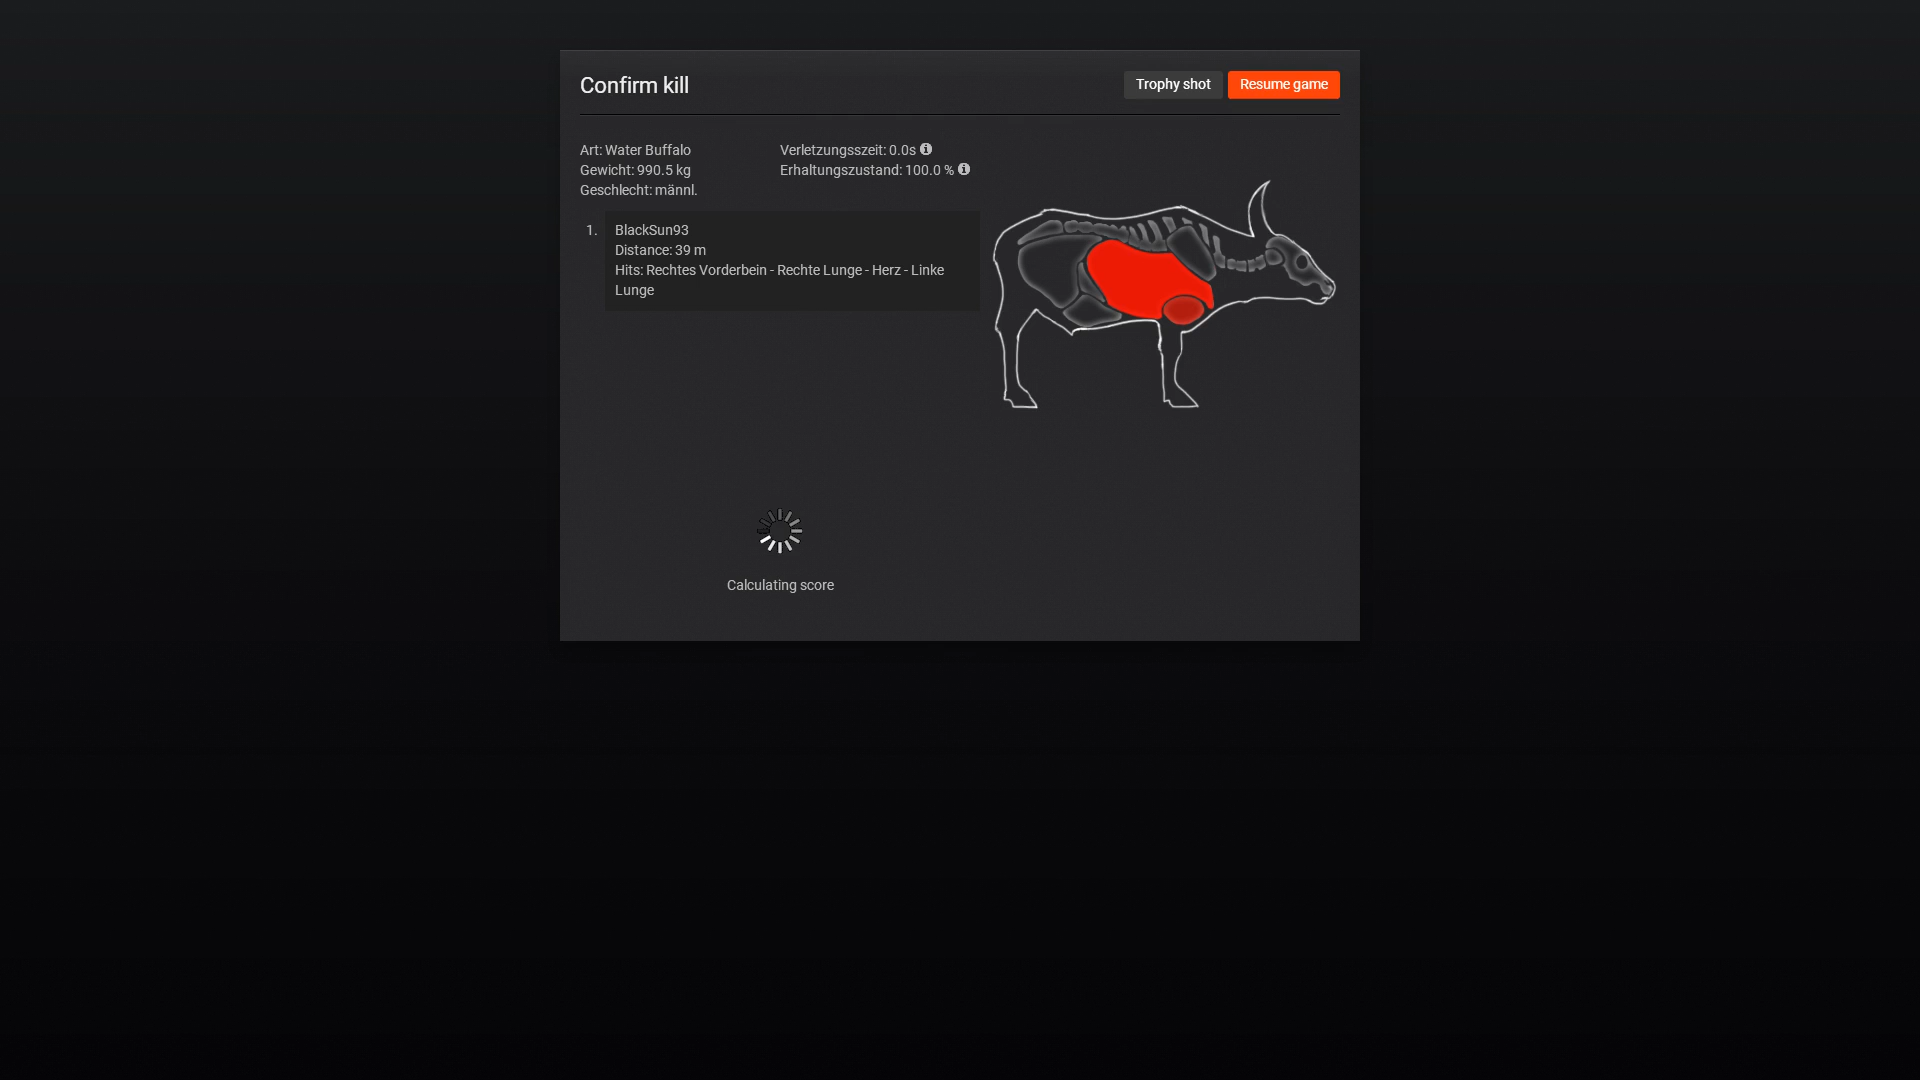 Confirm kill
Trophy shot
Resume game
Art: Water Buffalo
Gewicht: 990.5 kg
Geschlecht: männl.
Verletzungsszeit: 0.0s
Erhaltungszustand: 100.0 %
1.
BlackSun93
Distance: 39 m
Hits: Rechtes Vorderbein - Rechte Lunge - Herz - Linke
Lunge
Calculating score